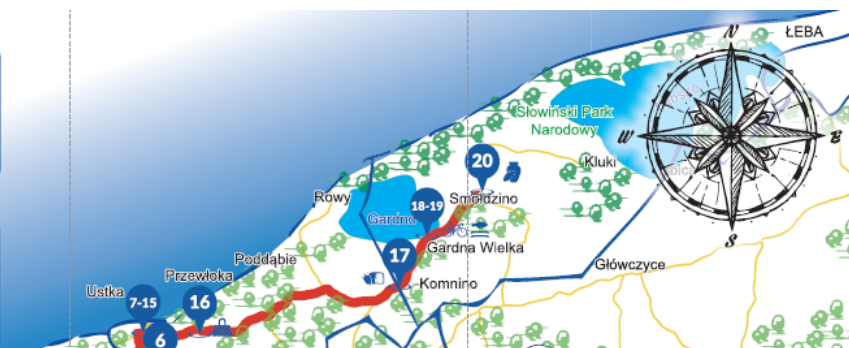 N
ŁEBA
Słowiński Park
Narodowy
W
E
20
Kluki
Rowy
18-19
Smołdzino
Gardno
S
Gardna Wielka
Poddąbie
17
Główczyce
Przewłoka
Komnino
Ustka
7-15
16
6